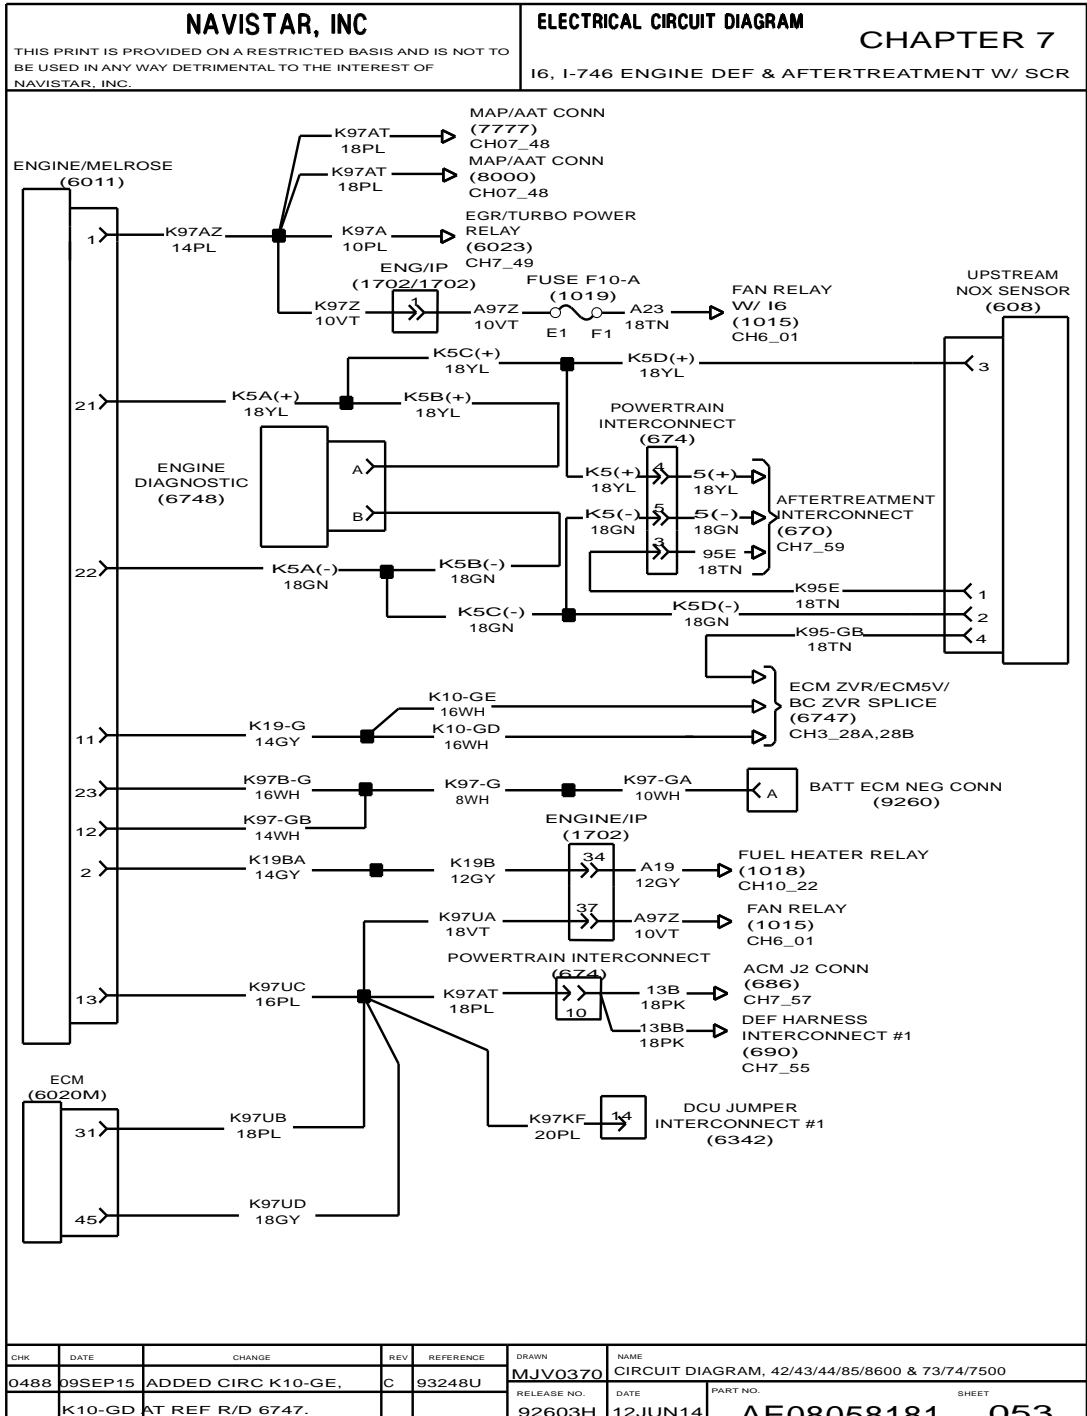 NAVISTAR, INC
THIS PRINT IS PROVIDED ON A RESTRICTED BASIS AND IS NOT TO
BE USED IN ANY WAY DETRIMENTAL TO THE INTEREST OF
NAVISTAR, INC.
ELECTRICAL CIRCUIT DIAGRAM
CHAPTER 7
I6, I-746 ENGINE DEF & AFTERTREATMENT W/ SCR
ENGINE/MELROSE
(6011)
1
K97AZ
14PL
K97AT
18PL
MAP/AAT CONN
(7777)
CH07_48
K97AT
18PL
MAP/AAT CONN
(8000)
CH07_48
K97A
10PL
EGR/TURBO POWER
RELAY
(6023)
CH7_49
K97Z
10VT
ENG/IP
(1702/1702)
1
A97Z
10VT
FUSE F10-A
(1019)
E1
F1
A23
18TN
FAN RELAY
W/ I6
(1015)
CH6_01
UPSTREAM
NOX SENSOR
(608)
3
1
2
4
21
K5A(+)
18YL
K5C(+)
18YL
K5B(+)
18YL
K5D(+)
18YL
ENGINE
DIAGNOSTIC
(6748)
A
B
POWERTRAIN
INTERCONNECT
(674)
K5(+)
18YL
4
5(+)
18YL
K5(-)
18GN
5
5(-)
18GN
3
95E
18TN
AFTERTREATMENT
INTERCONNECT
(670)
CH7_59
22
K5A(-)
18GN
K5B(-)
18GN
K5C(-)
18GN
K5D(-)
18GN
K95E
18TN
K95-GB
18TN
11
K19-G
14GY
K10-GE
16WH
K10-GD
16WH
ECM ZVR/ECM5V/
BC ZVR SPLICE
(6747)
CH3_28A,28B
23
K97B-G
16WH
12
K97-GB
14WH
K97-G
8WH
K97-GA
10WH
A
BATT ECM NEG CONN
(9260)
2
K19BA
14GY
K19B
12GY
ENGINE/IP
(1702)
34
A19
12GY
FUEL HEATER RELAY
(1018)
CH10_22
K97UA
18VT
37
A97Z
10VT
FAN RELAY
(1015)
CH6_01
13
K97UC
16PL
K97AT
18PL
POWERTRAIN INTERCONNECT
(674)
10
13B
18PK
ACM J2 CONN
(686)
CH7_57
13BB
18PK
DEF HARNESS
INTERCONNECT #1
(690)
CH7_55
K97KF
20PL
14
DCU JUMPER
INTERCONNECT #1
(6342)
ECM
(6020M)
31
K97UB
18PL
45
K97UD
18GY
CHK DATE CHANGE REV REFERENCE
0488 09SEP15 ADDED CIRC K10-GE, C 93248U
K10-GD AT REF R/D 6747.
DRAWN
MJV0370
NAME
CIRCUIT DIAGRAM, 42/43/44/85/8600 & 73/74/7500
RELEASE NO.
92603H
DATE
12JUN14
PART NO.
AE08058181
SHEET
053